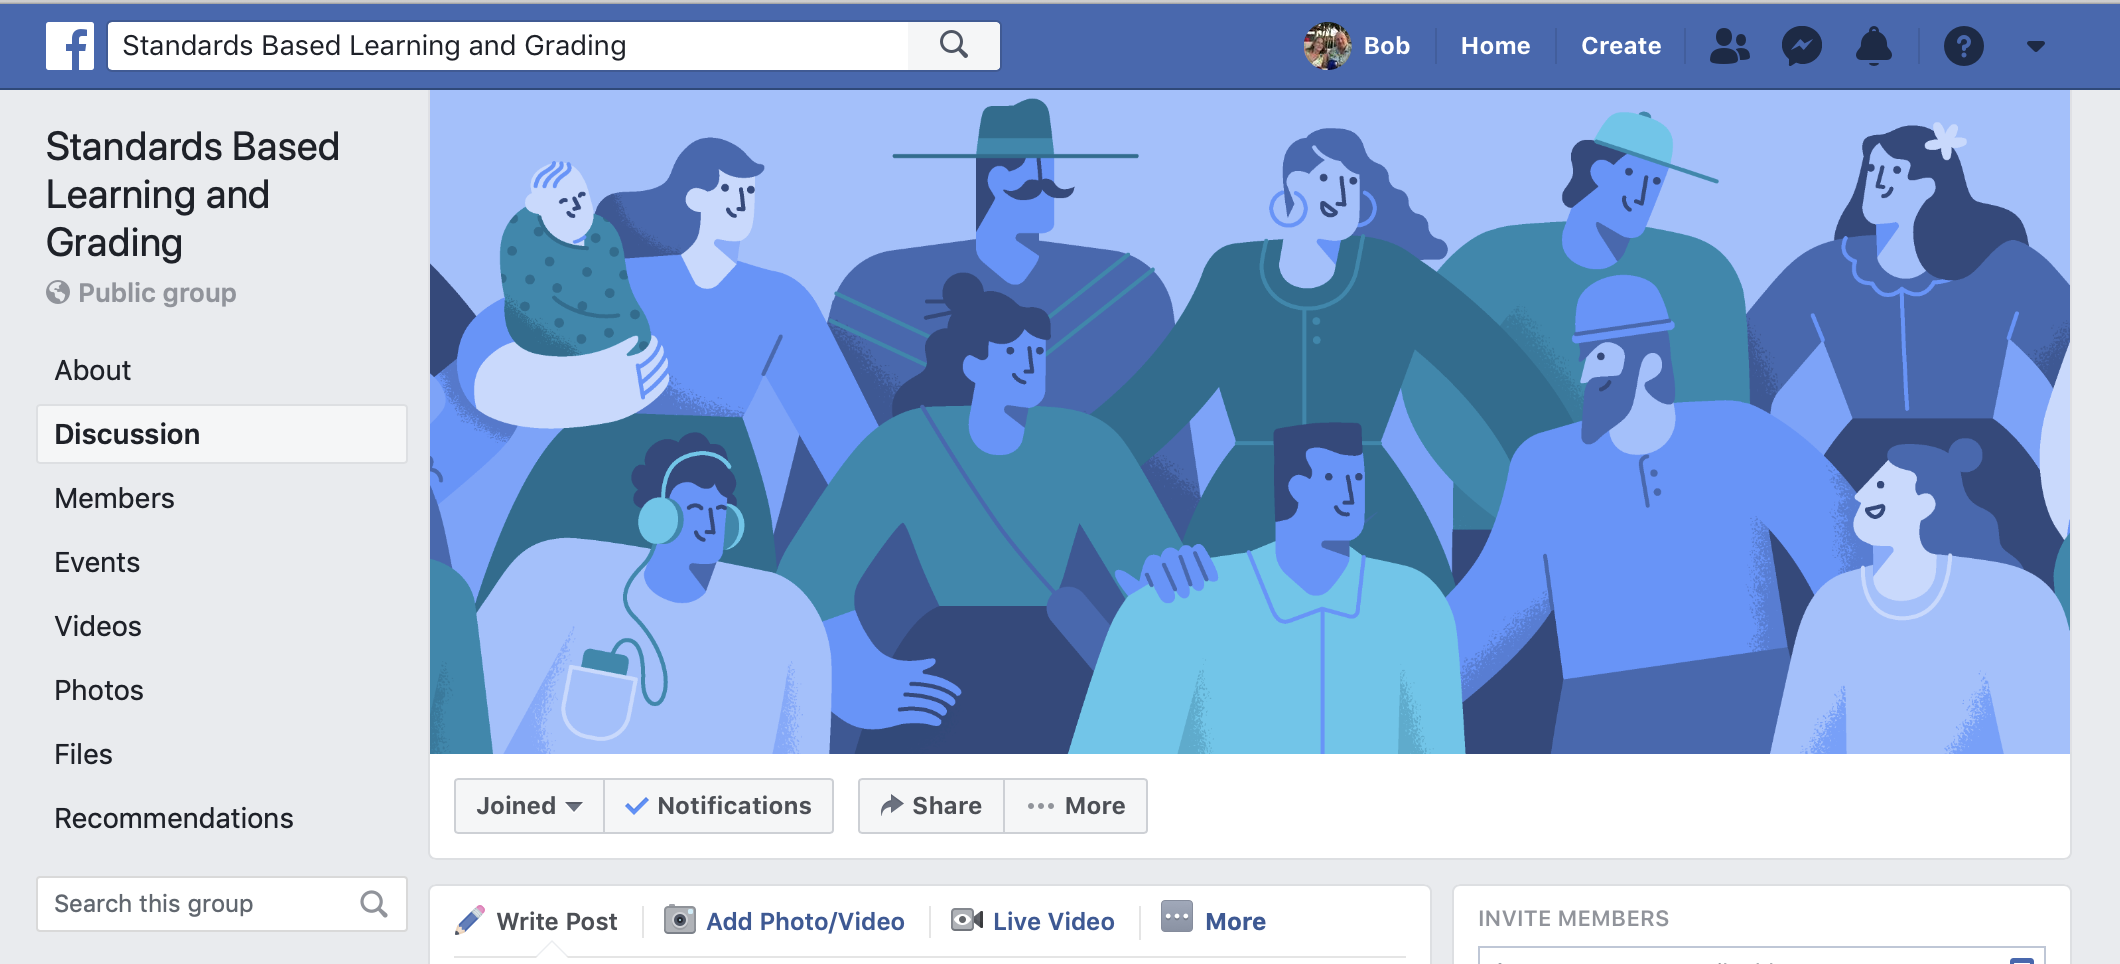 Standards Based Learning and Grading
Bob
Home
Create
Standards Based
Learning and
Grading
Public group
About
Discussion
Members
Events
Videos
Photos
Files
Recommendations
Search this group
Joined
Notifications
Share
More
Write Post
Add Photo/Video
Live Video
More
INVITE MEMBERS